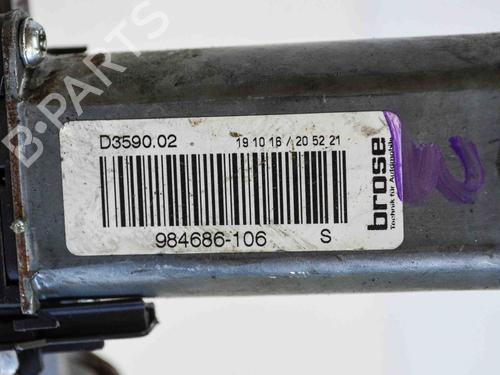 B-PARTS
D3590.02
19 10 16 / 20 52 21
984686-106
S
brose
Technik für Automobile